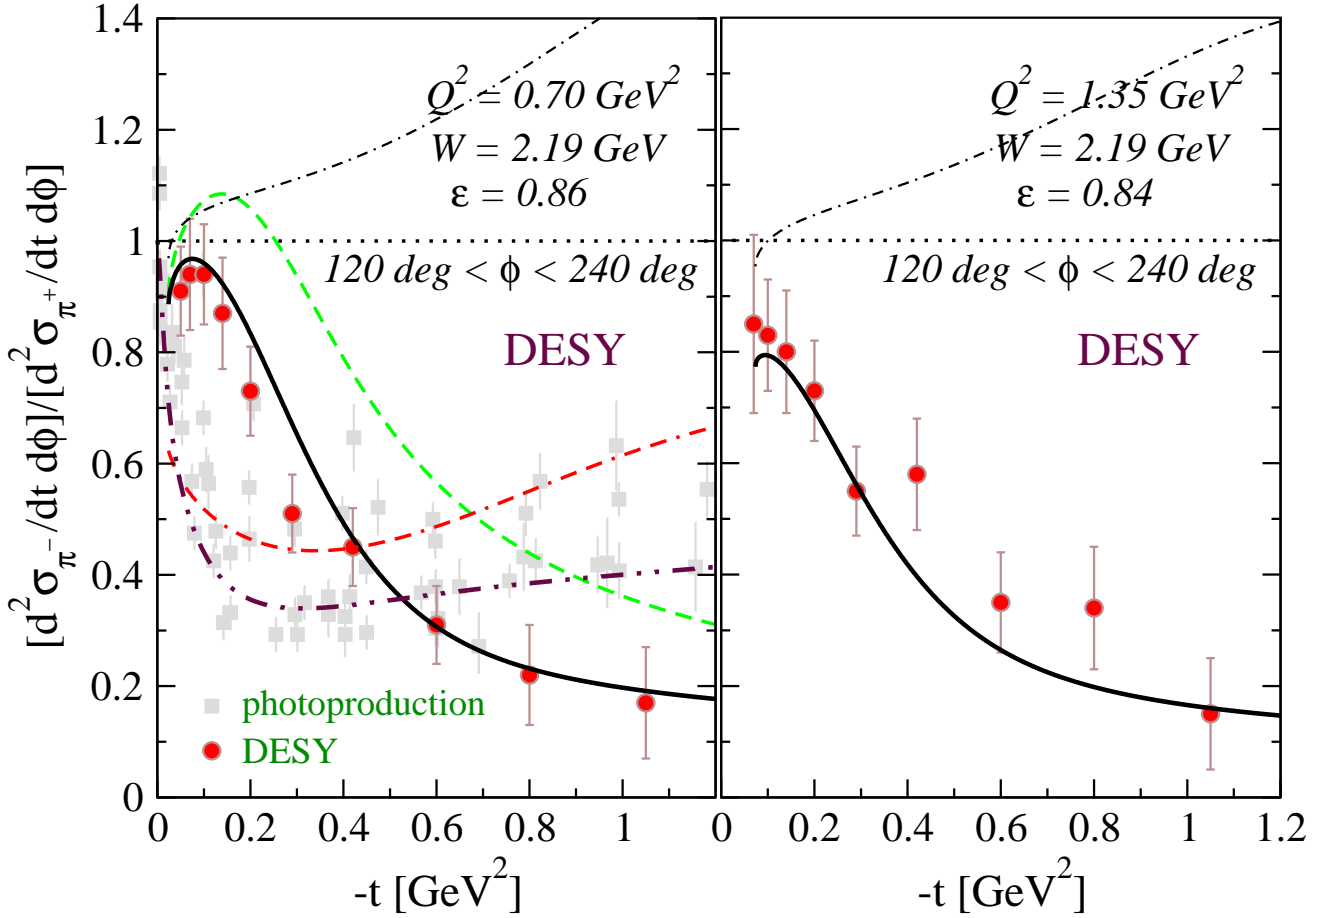 [d²σπ⁻/dt dϕ]/[d²σπ⁺/dt dϕ]
1.4
1.2
1
0.8
0.6
0.4
0.2
0
Q² = 0.70 GeV²
W = 2.19 GeV
ε = 0.86
120 deg < ϕ < 240 deg
DESY
photoproduction
DESY
0 0.2 0.4 0.6 0.8 1
-t [GeV²]
Q² = 1.35 GeV²
W = 2.19 GeV
ε = 0.84
120 deg < ϕ < 240 deg
DESY
0 0.2 0.4 0.6 0.8 1 1.2
-t [GeV²]